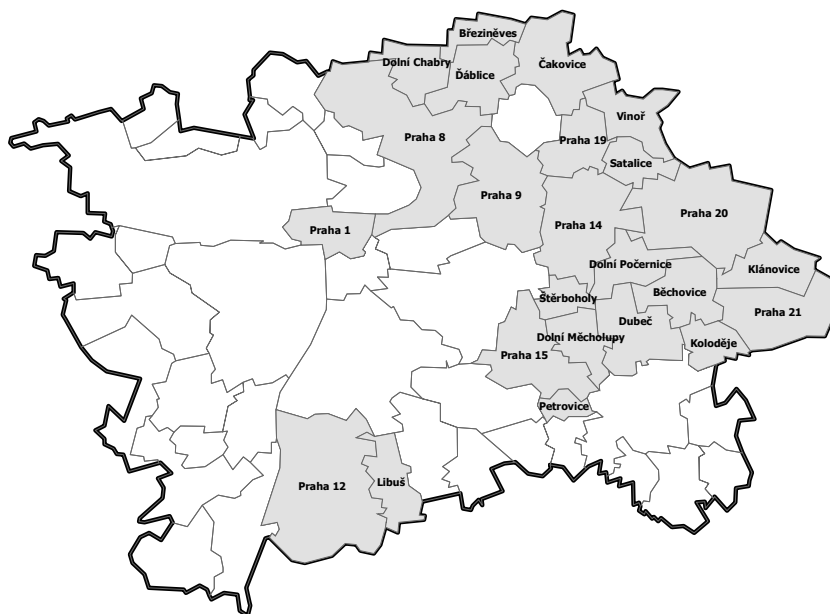 Březiněves
Dolní Chabry
Ďáblice
Čakovice
Vinoř
Praha 8
Praha 19
Satalice
Praha 9
Praha 20
Praha 1
Praha 14
Dolní Počernice
Klánovice
Běchovice
Štěrboholy
Praha 21
Dubeč
Dolní Měcholupy
Koloděje
Praha 15
Petrovice
Praha 12
Libuš